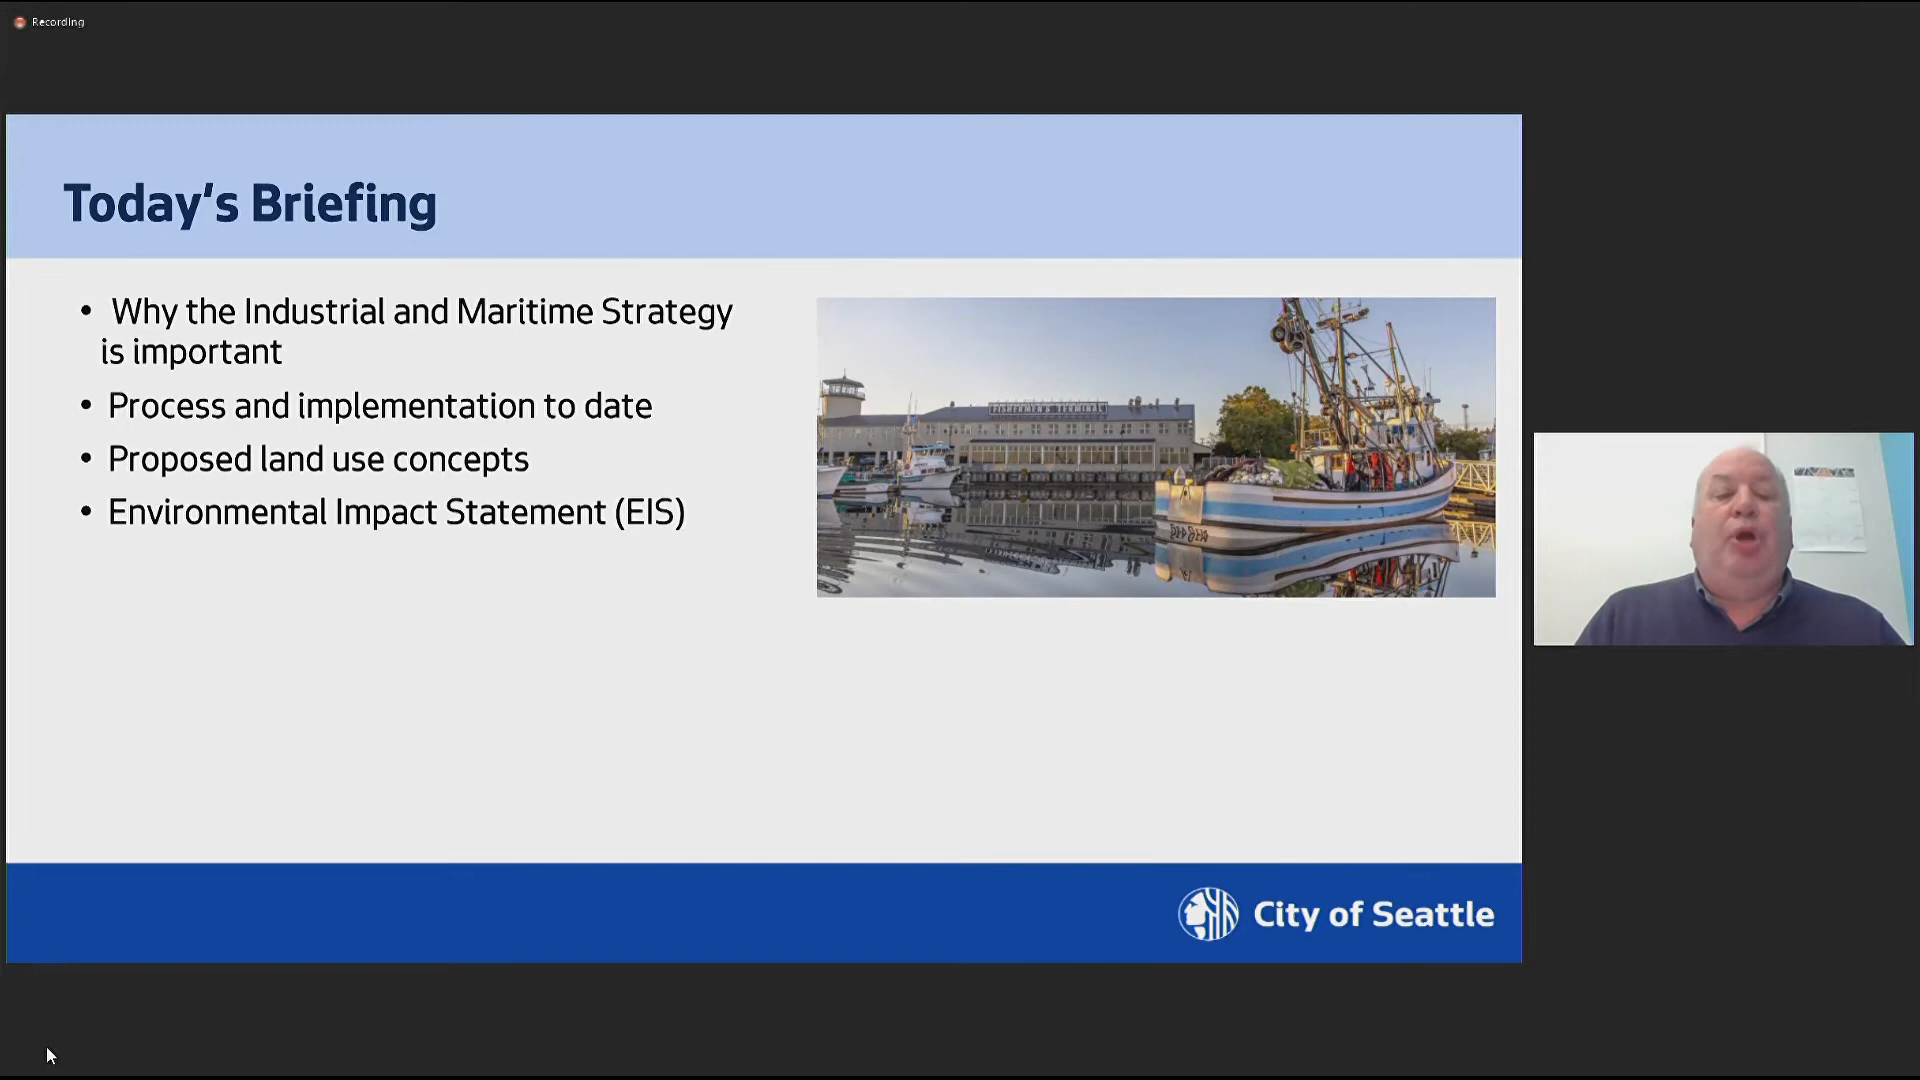 Recording
Today's Briefing
• Why the Industrial and Maritime Strategy
is important
• Process and implementation to date
• Proposed land use concepts
• Environmental Impact Statement (EIS)
FISHERMEN'S TERMINAL
City of Seattle